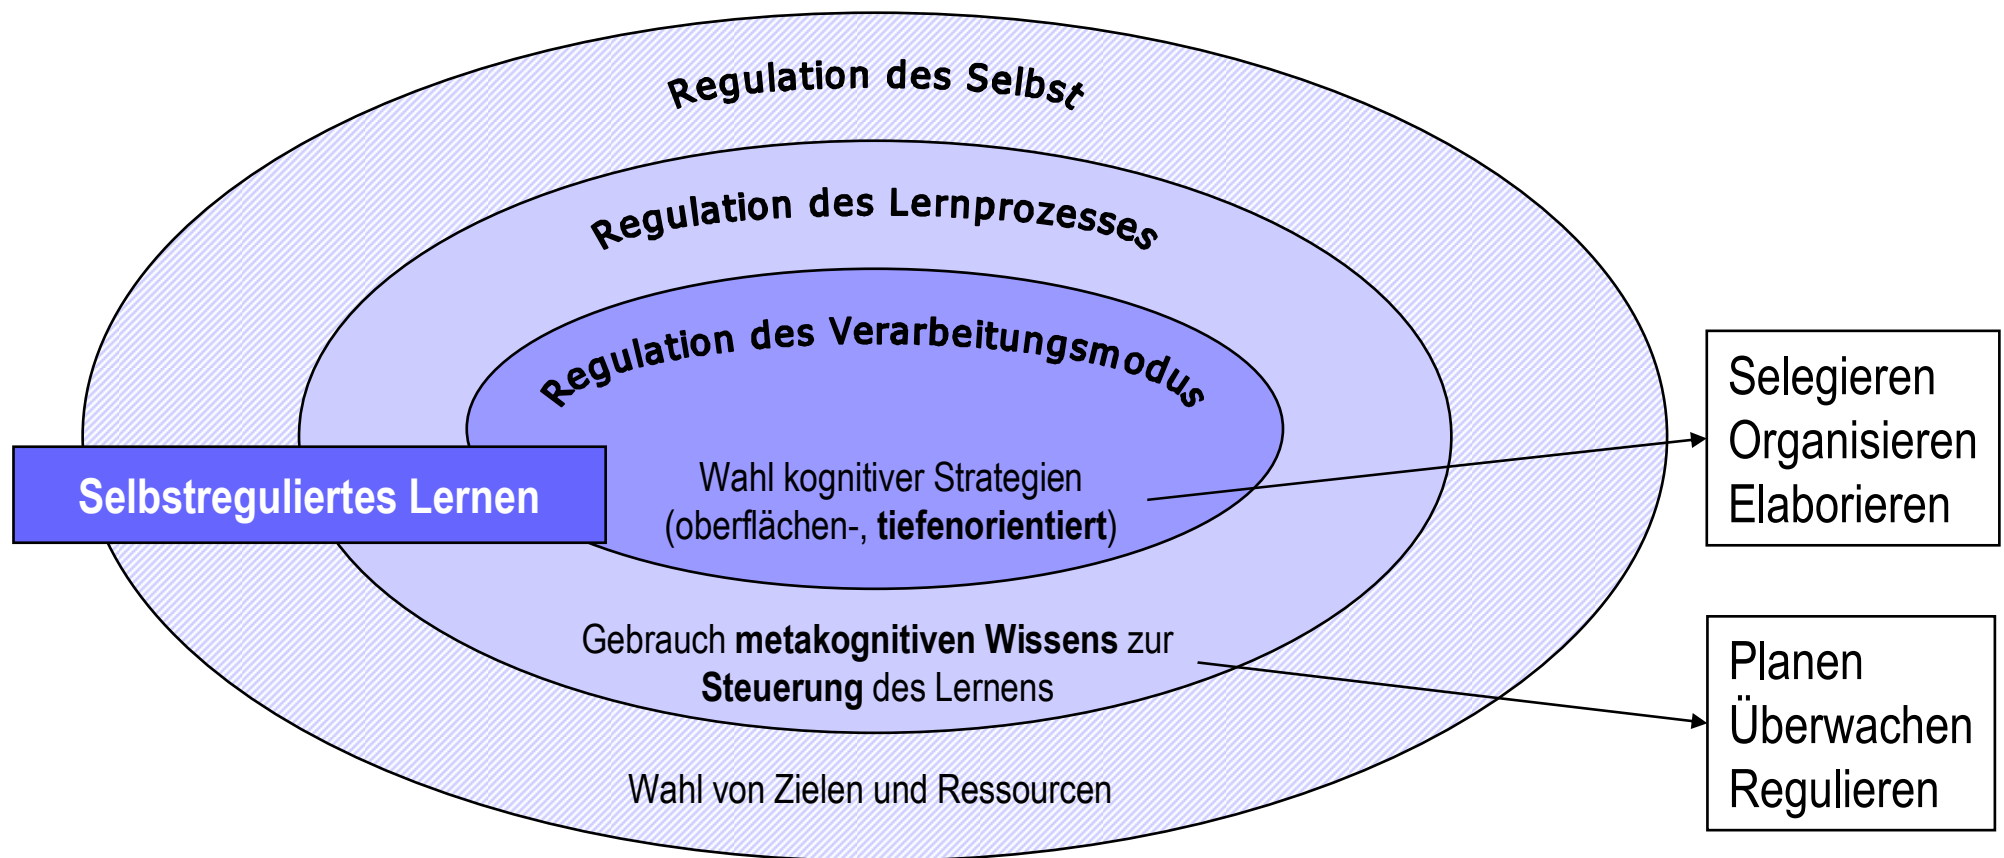 Regulation des Selbst
Regulation des Lernprozesses
Regulation des Verarbeitungsmodus
Selbstreguliertes Lernen
Wahl kognitiver Strategien
(oberflächen-, tiefenorientiert)
Gebrauch metakognitiven Wissens zur
Steuerung des Lernens
Wahl von Zielen und Ressourcen
Selegieren
Organisieren
Elaborieren
Planen
Überwachen
Regulieren